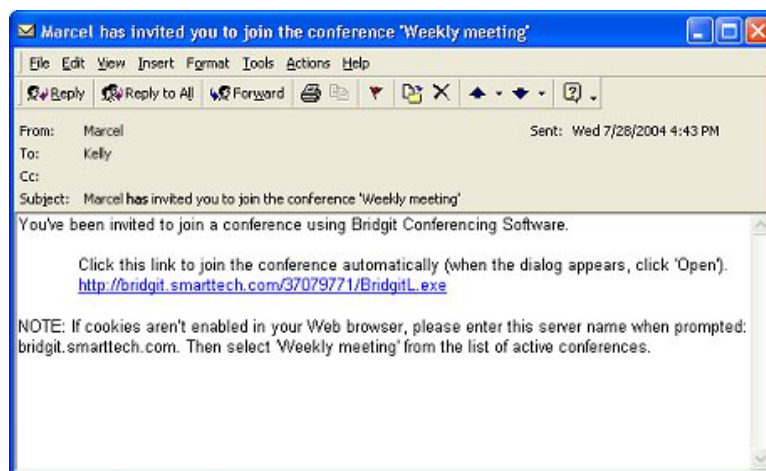 Marcel has invited you to join the conference 'Weekly meeting'
File Edit View Insert Format Tools Actions Help
Reply Reply to All Forward
From: Marcel Sent: Wed 7/28/2004 4:43 PM
To: Kelly
Cc:
Subject: Marcel has invited you to join the conference 'Weekly meeting'
You've been invited to join a conference using Bridgit Conferencing Software.
Click this link to join the conference automatically (when the dialog appears, click 'Open').
http://bridgit.smarttech.com/37079771/BridgitL.exe
NOTE: If cookies aren't enabled in your Web browser, please enter this server name when prompted:
bridgit.smarttech.com. Then select 'Weekly meeting' from the list of active conferences.